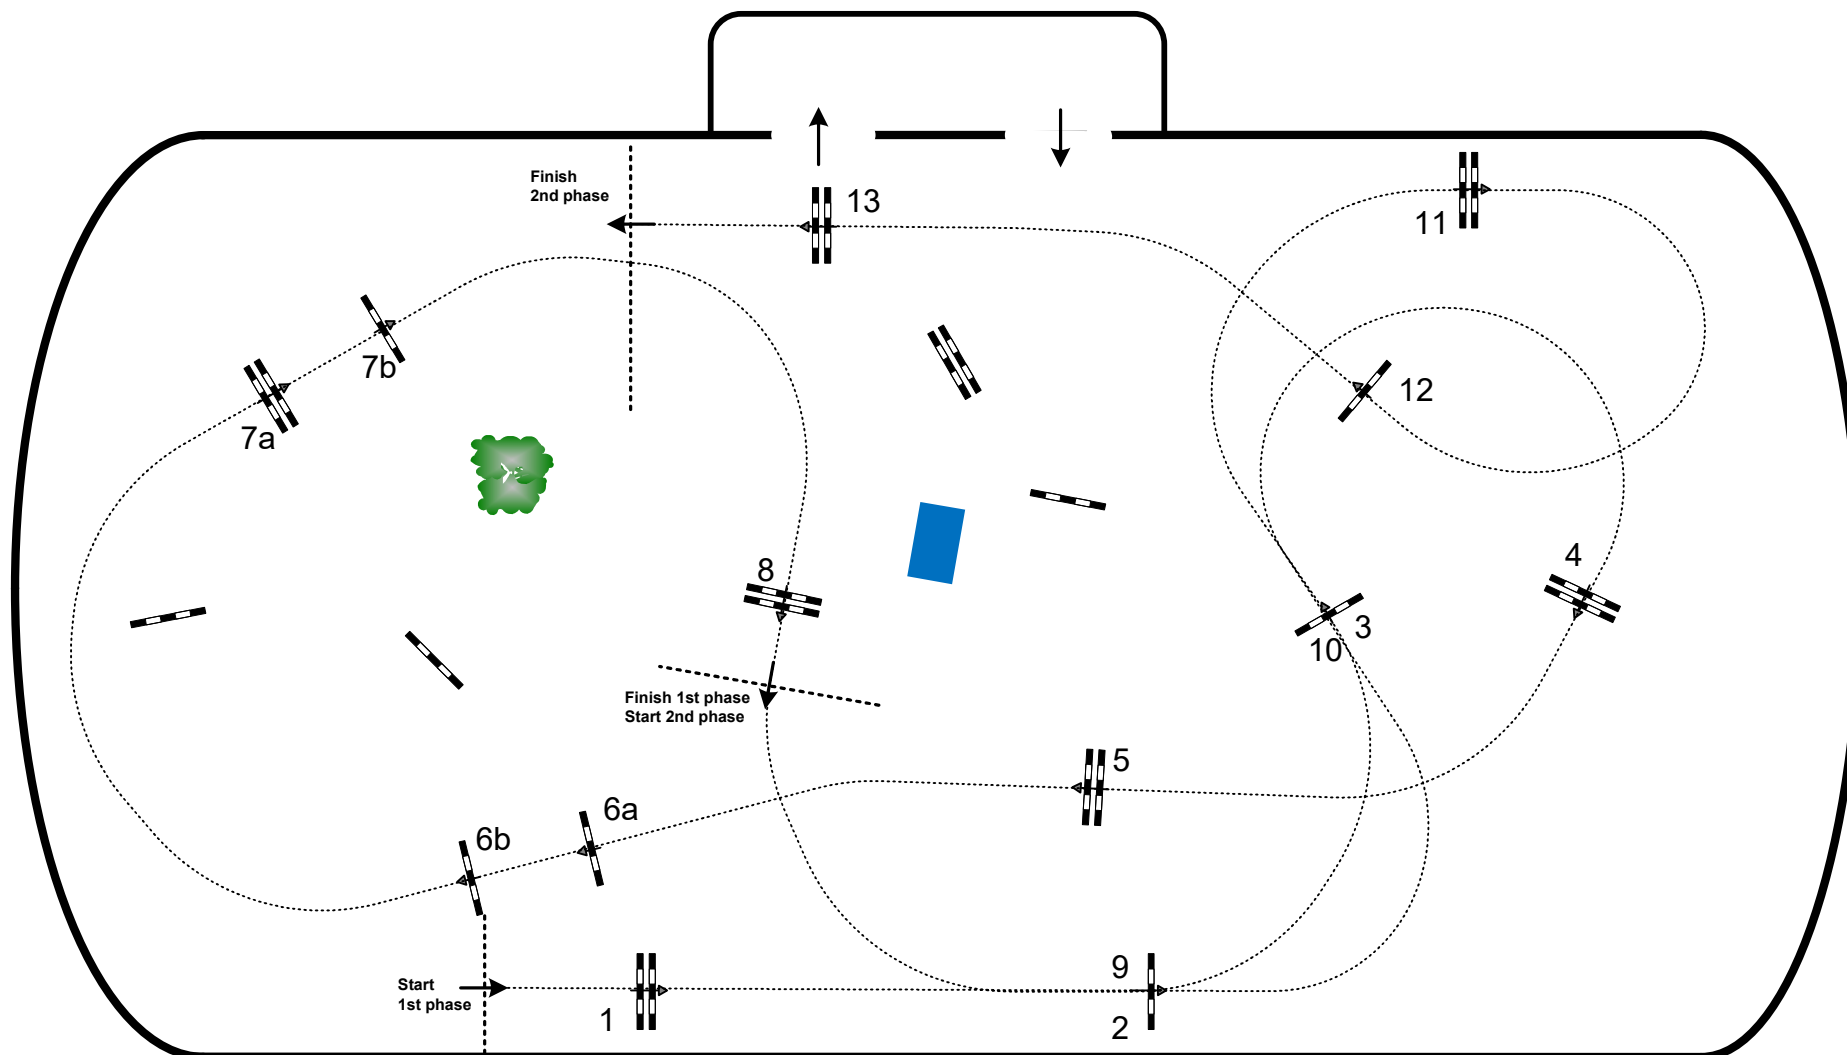 Finish
2nd phase
13
11
7b
12
7a
4
8
3
10
Finish 1st phase
Start 2nd phase
5
6a
6b
9
Start
1st phase
1
2